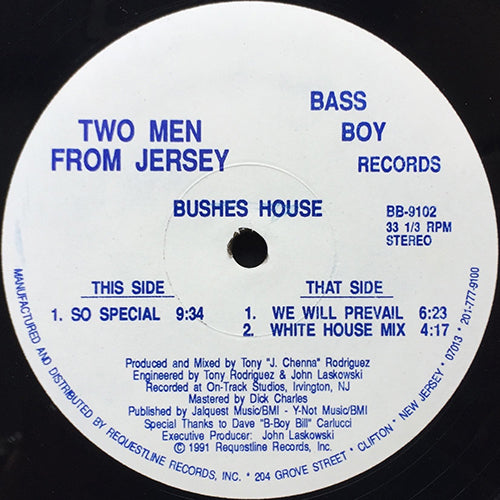 TWO MEN
FROM JERSEY
BASS
BOY
RECORDS
BUSHES HOUSE
BB-9102
33 1/3 RPM
STEREO
THIS SIDE
1. SO SPECIAL 9:34
THAT SIDE
1. WE WILL PREVAIL 6:23
2. WHITE HOUSE MIX 4:17
Produced and Mixed by Tony "J. Chenna" Rodriguez
Engineered by Tony Rodriguez & John Laskowski
Recorded at On-Track Studios, Irvington, NJ
Mastered by Dick Charles
Published by Jalquest Music/BMI - Y-Not Music/BMI
Special Thanks to Dave "B-Boy Bill" Carlucci
Executive Producer: John Laskowski
© 1991 Requestline Records, Inc.
MANUFACTURED AND DISTRIBUTED BY REQUESTLINE RECORDS, INC. * 204 GROVE STREET * CLIFTON * NEW JERSEY * 07013 * 201-777-9100